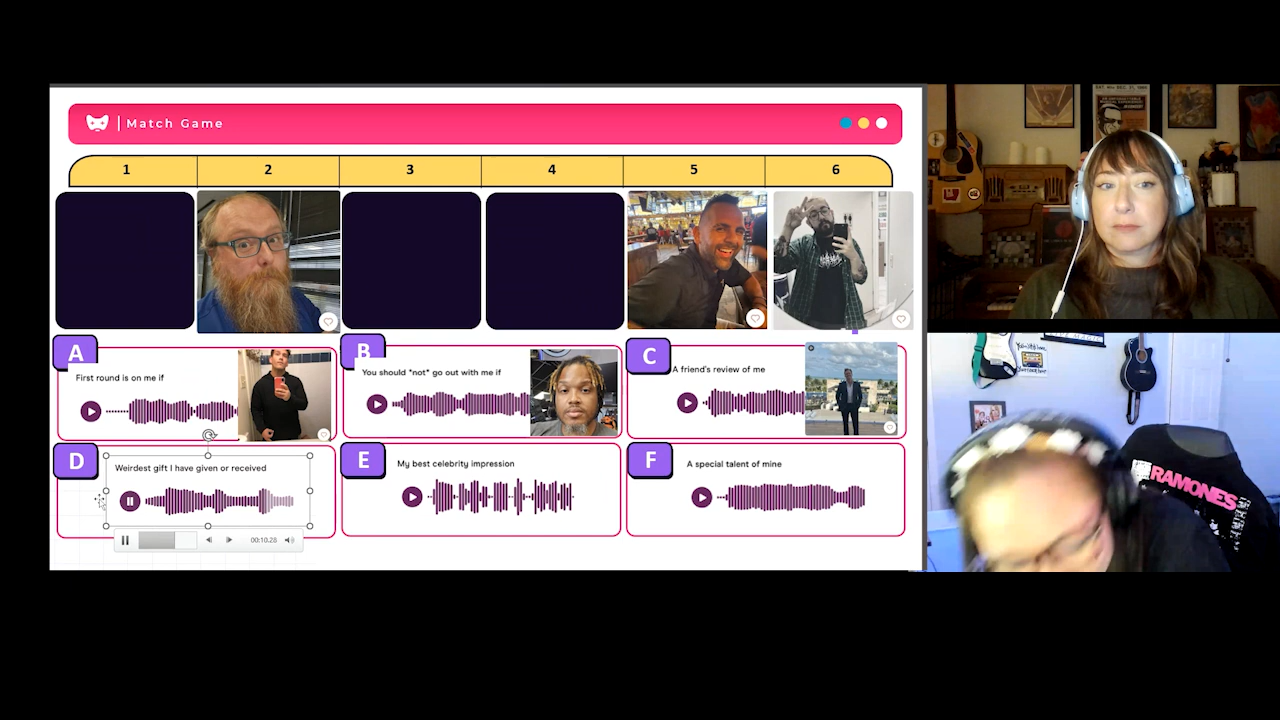 Match Game
1 2 3 4 5 6
A
First round is on me if
B
You should *not* go out with me if
C
A friend's review of me
D
Weirdest gift I have given or received
00:10.28
E
My best celebrity impression
F
A special talent of mine
RAMONES